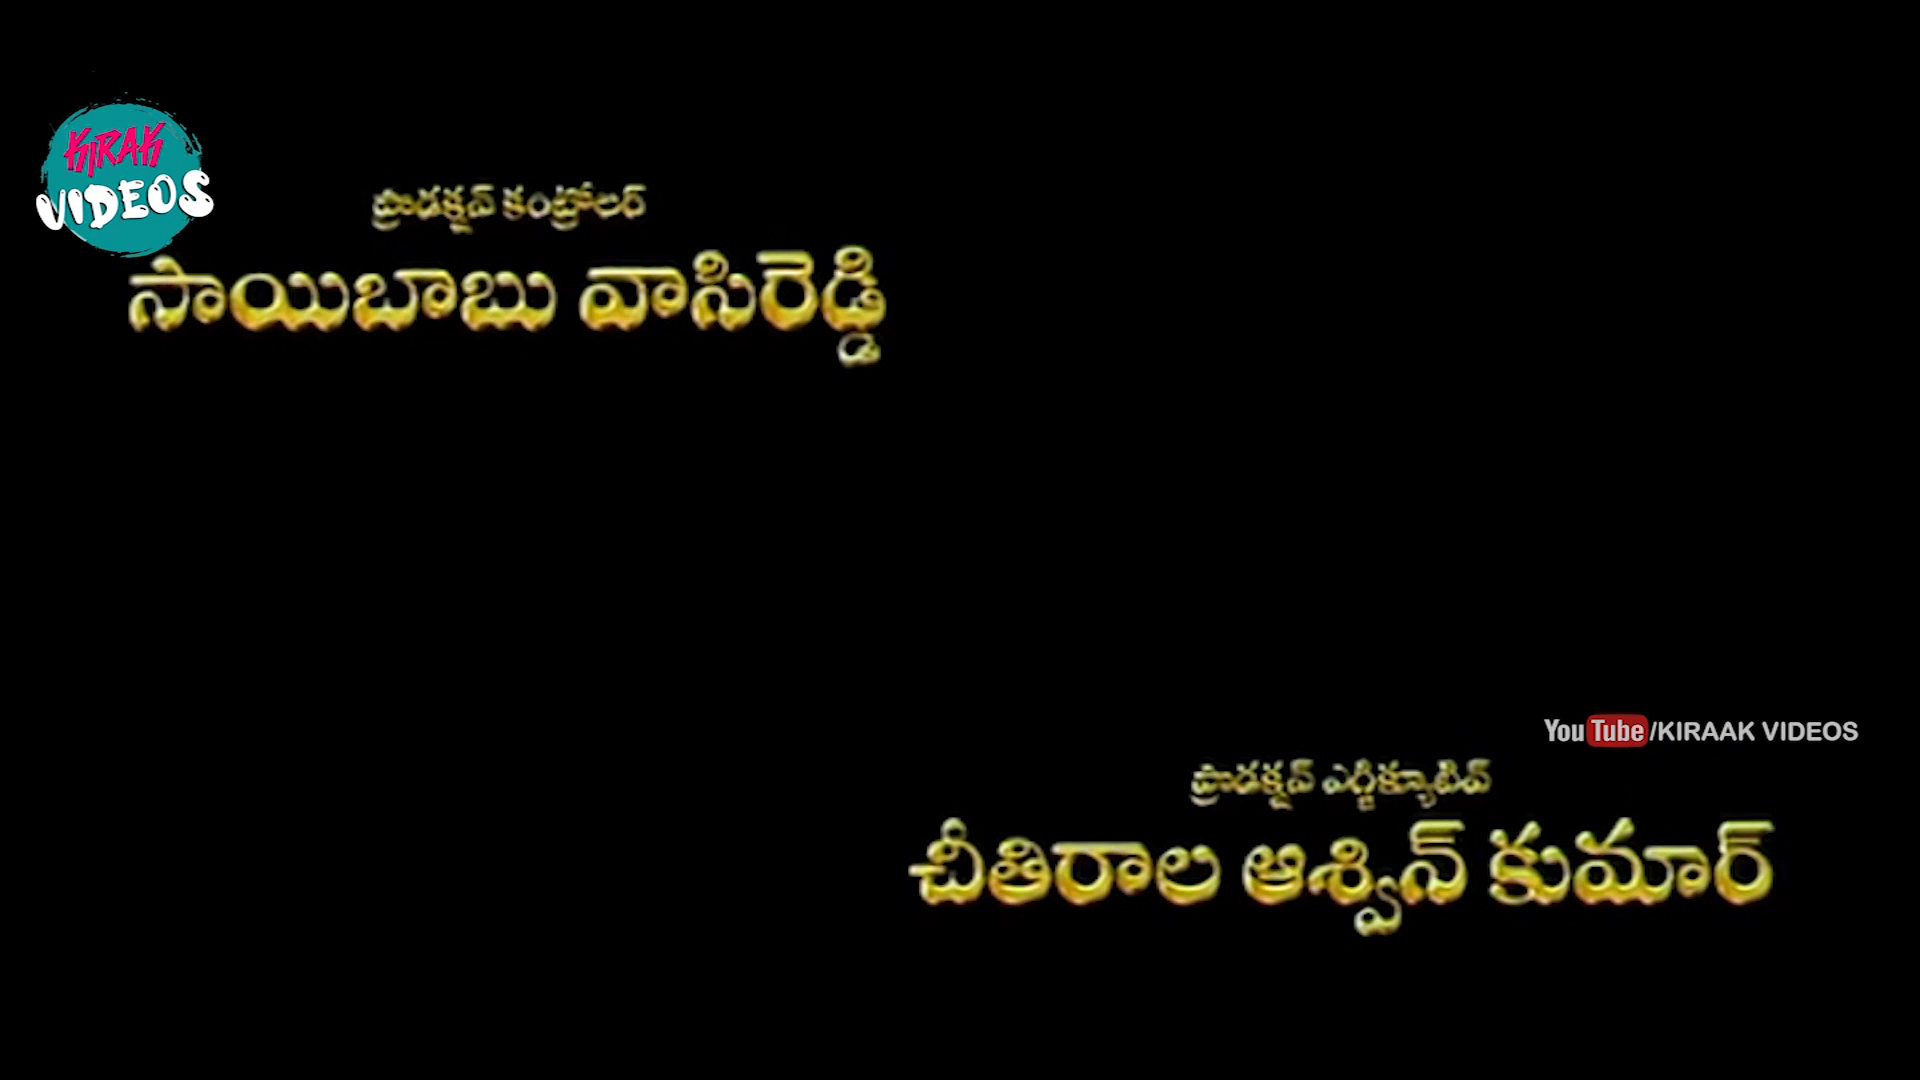 KIRAK
VIDEOS
ప్రొడక్షన్ కంట్రోలర్
సాయిబాబు వాసిరెడ్డి
YouTube/KIRAAK VIDEOS
ప్రొడక్షన్ ఎగ్జిక్యూటివ్
చీతిరాల ఆశ్విన్ కుమార్